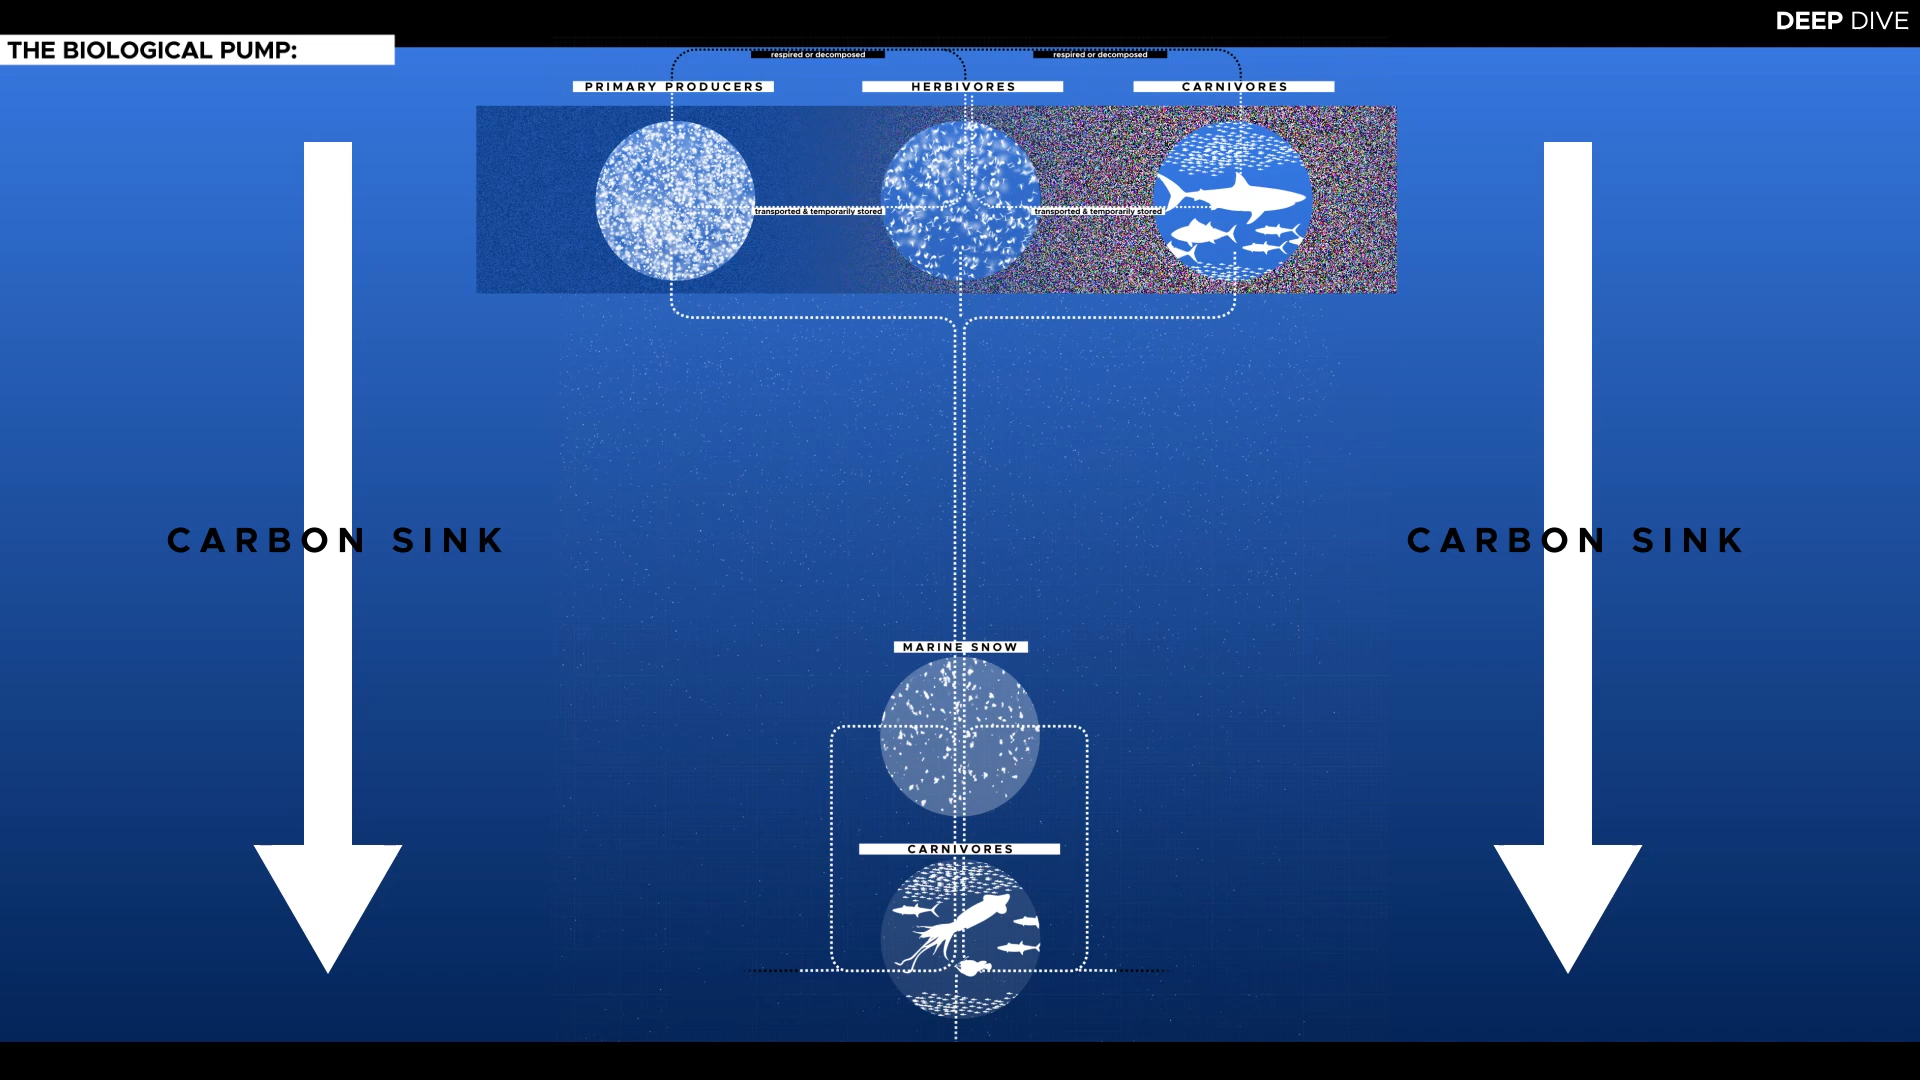 DEEP DIVE
THE BIOLOGICAL PUMP:
respired or decomposed
respired or decomposed
PRIMARY PRODUCERS
HERBIVORES
CARNIVORES
transported & temporarily stored
transported & temporarily stored
CARBON SINK
CARBON SINK
MARINE SNOW
CARNIVORES